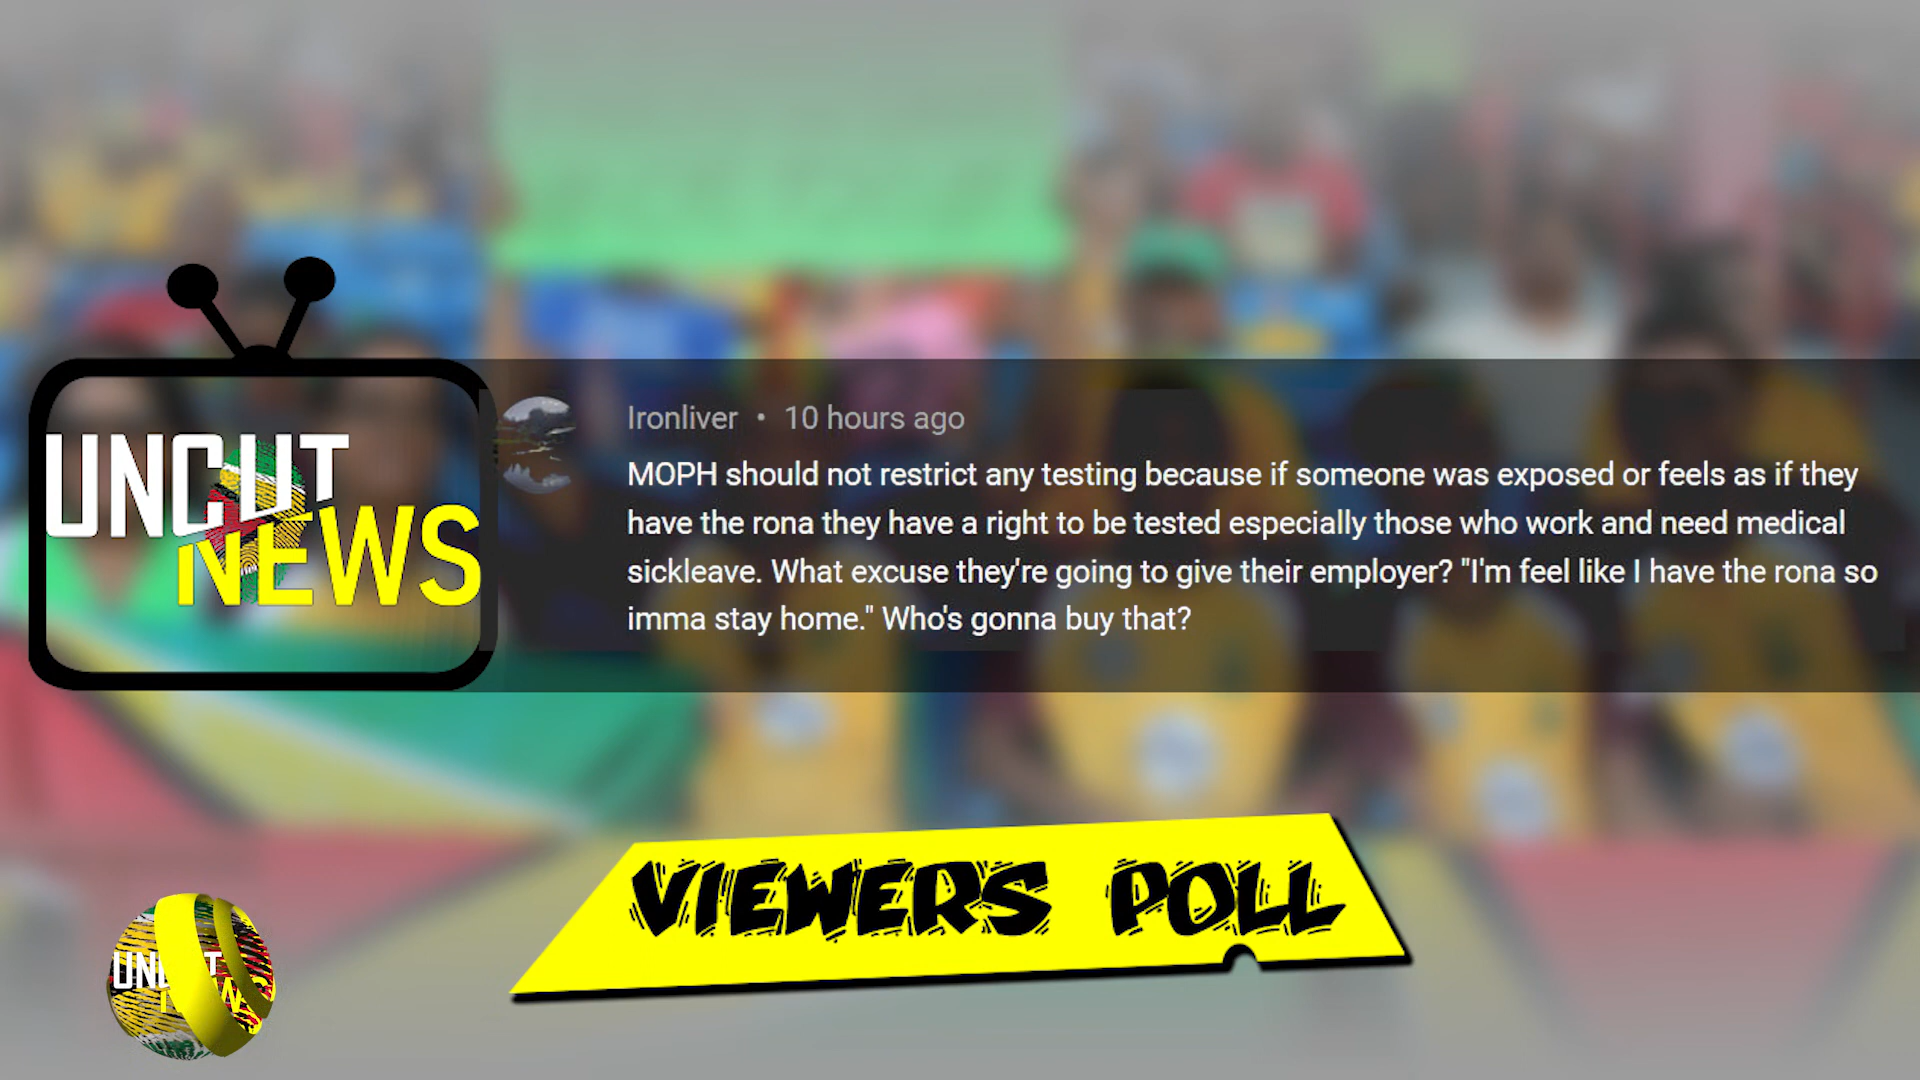 UNCUT
NEWS
Ironliver • 10 hours ago
MOPH should not restrict any testing because if someone was exposed or feels as if they
have the rona they have a right to be tested especially those who work and need medical
sickleave. What excuse they're going to give their employer? "I'm feel like I have the rona so
imma stay home." Who's gonna buy that?
VIEWERS POLL